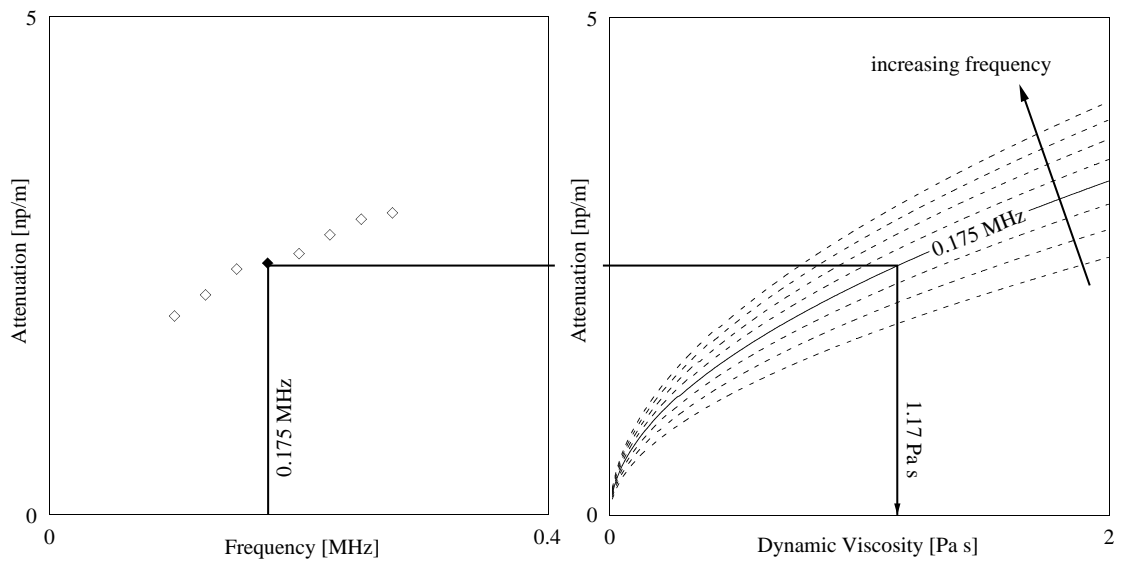 5
Attenuation [np/m]
0.175 MHz
0
0
Frequency [MHz]
0.4
5
increasing frequency
Attenuation [np/m]
0.175 MHz
1.17 Pa s
0
0
Dynamic Viscosity [Pa s]
2